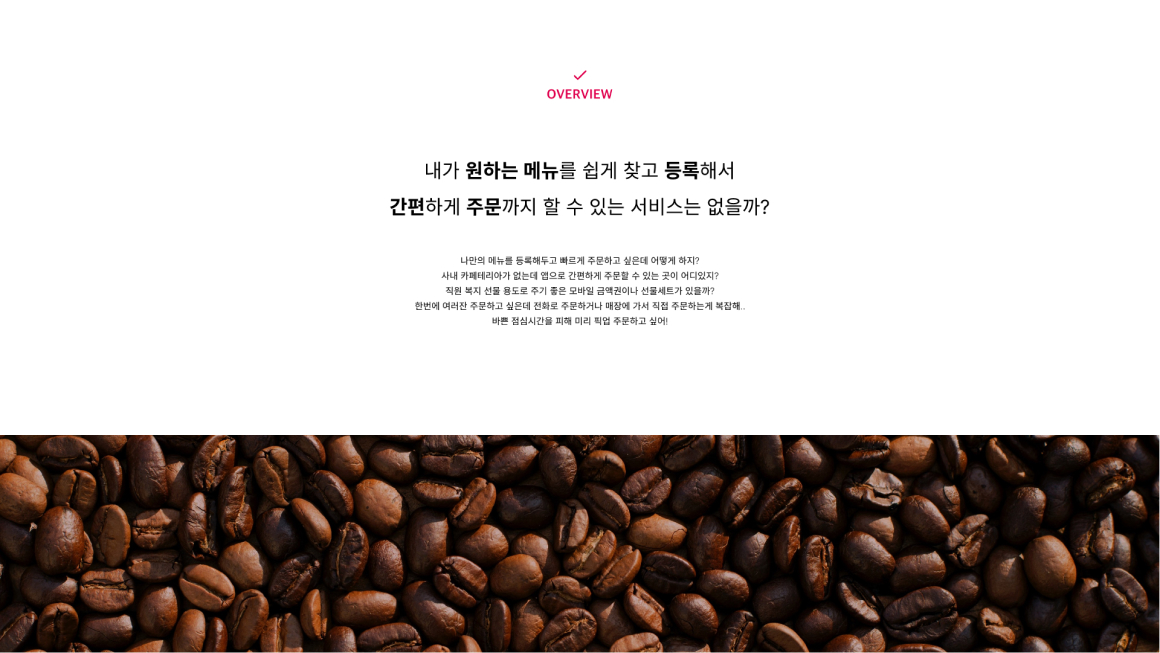 OVERVIEW
내가 원하는 메뉴를 쉽게 찾고 등록해서
간편하게 주문까지 할 수 있는 서비스는 없을까?
나만의 메뉴를 등록해두고 빠르게 주문하고 싶은데 어떻게 하지?
사내 카페테리아가 없는데 앱으로 간편하게 주문할 수 있는 곳이 어디있지?
직원 복지 선물 용도로 주기 좋은 모바일 금액권이나 선물세트가 있을까?
한번에 여러잔 주문하고 싶은데 전화로 주문하거나 매장에 가서 직접 주문하는게 복잡해..
바쁜 점심시간을 피해 미리 픽업 주문하고 싶어!